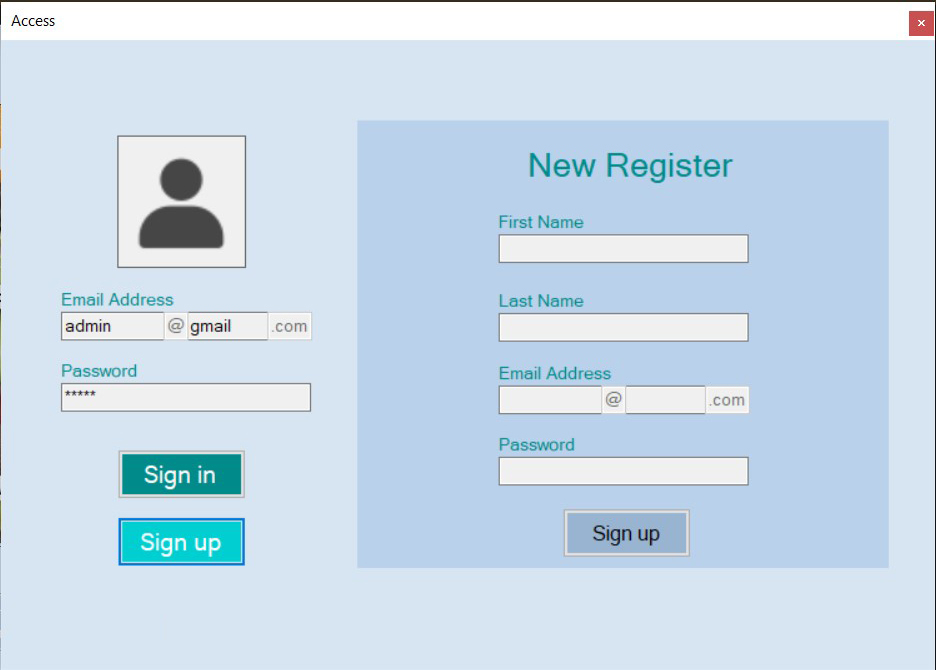 Access
Email Address
admin @ gmail .com
Password
*****
Sign in
Sign up
New Register
First Name
Last Name
Email Address
@ .com
Password
Sign up